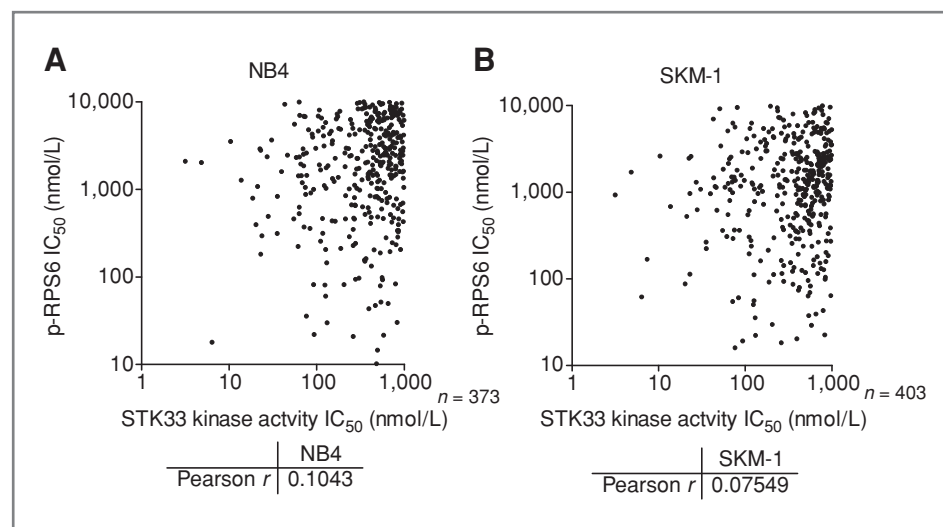 A
NB4
p-RPS6 IC50 (nmol/L)
10,000
1,000
100
10
1 10 100 1,000
n = 373
STK33 kinase actvity IC50 (nmol/L)
NB4
Pearson r 0.1043
B
SKM-1
p-RPS6 IC50 (nmol/L)
10,000
1,000
100
10
1 10 100 1,000
n = 403
STK33 kinase actvity IC50 (nmol/L)
SKM-1
Pearson r 0.07549